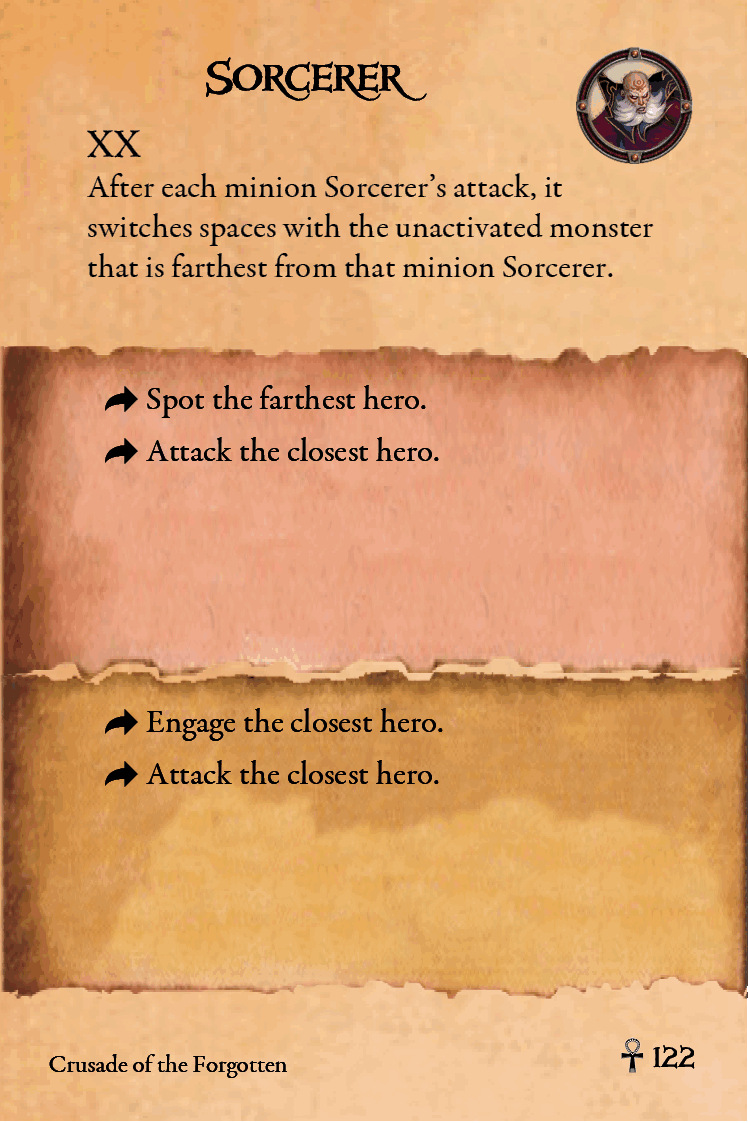 Sorcerer
XX
After each minion Sorcerer's attack, it
switches spaces with the unactivated monster
that is farthest from that minion Sorcerer.
Spot the farthest hero.
Attack the closest hero.
Engage the closest hero.
Attack the closest hero.
Crusade of the Forgotten
122